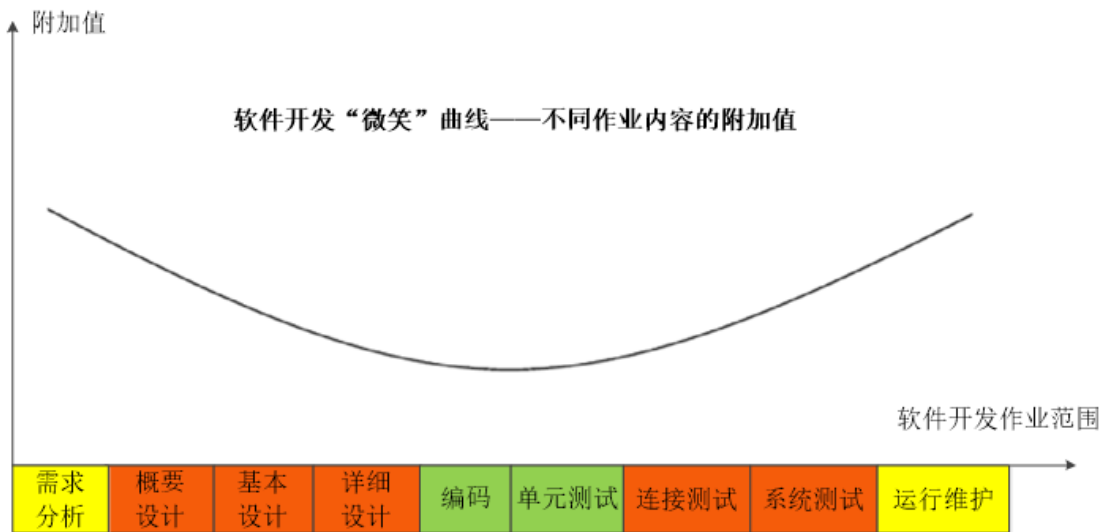 附加值
软件开发“微笑”曲线——不同作业内容的附加值
软件开发作业范围
需求
分析
概要
设计
基本
设计
详细
设计
编码
单元测试
连接测试
系统测试
运行维护